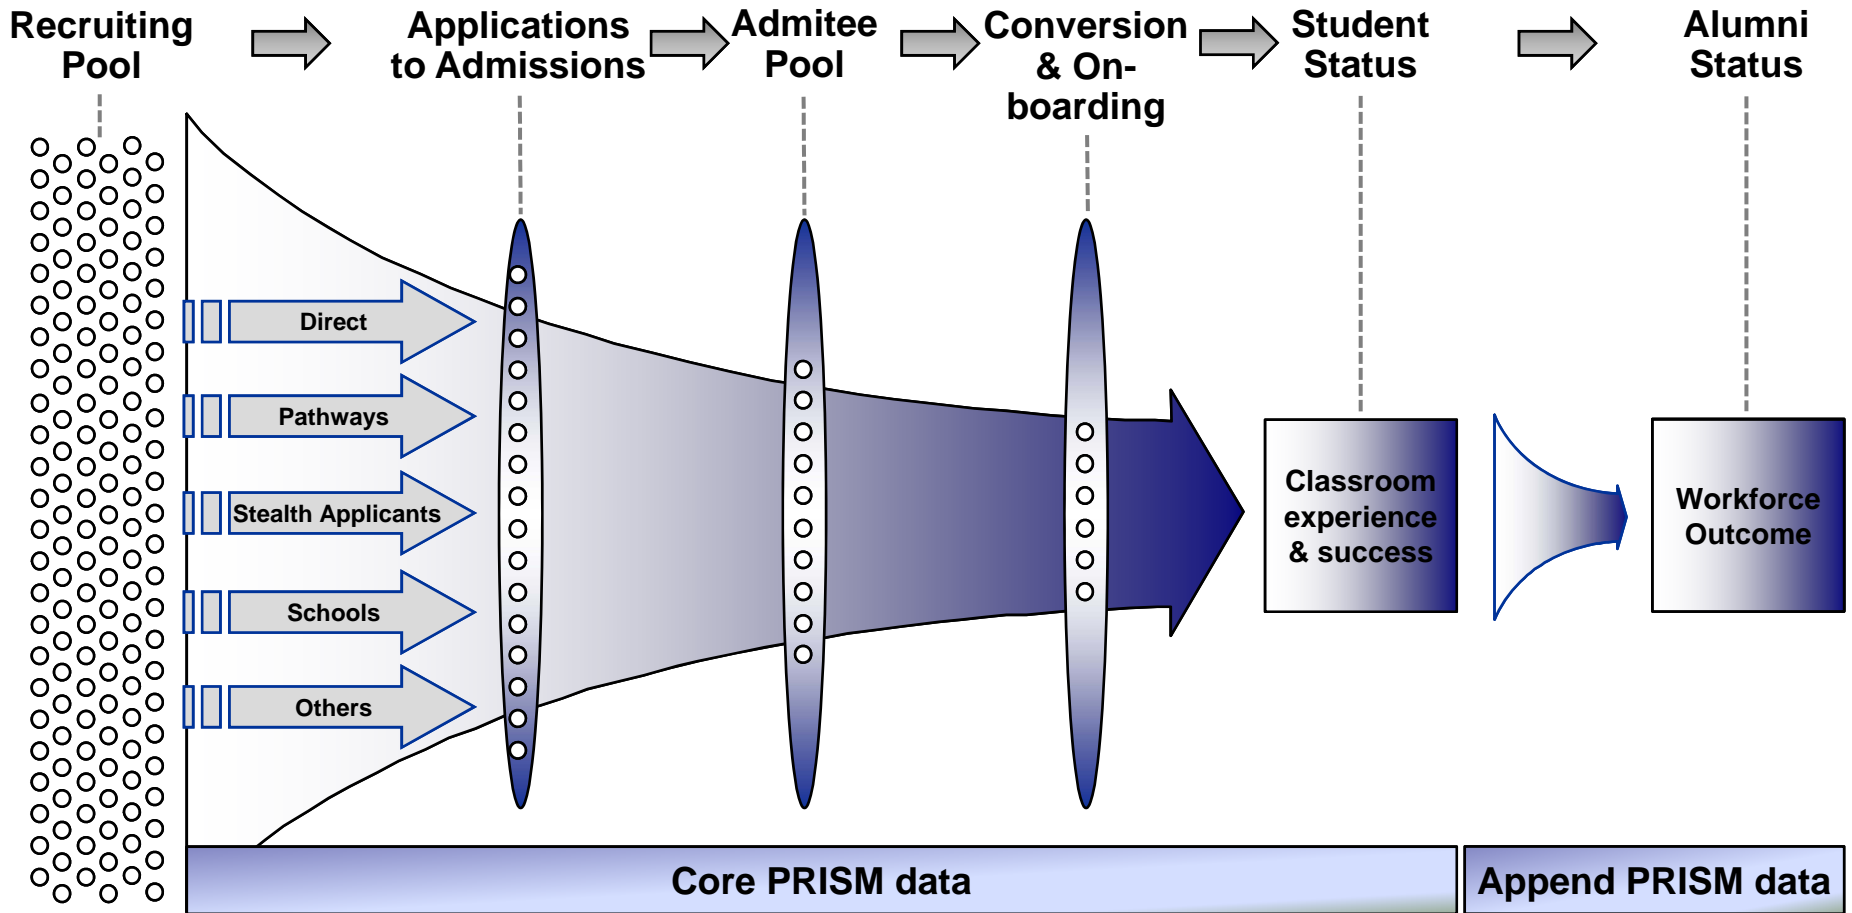 Recruiting
Pool
Applications
to Admissions
Admitee
Pool
Conversion
& On-
boarding
Student
Status
Alumni
Status
Direct
Pathways
Stealth Applicants
Schools
Others
Classroom
experience
& success
Workforce
Outcome
Core PRISM data
Append PRISM data